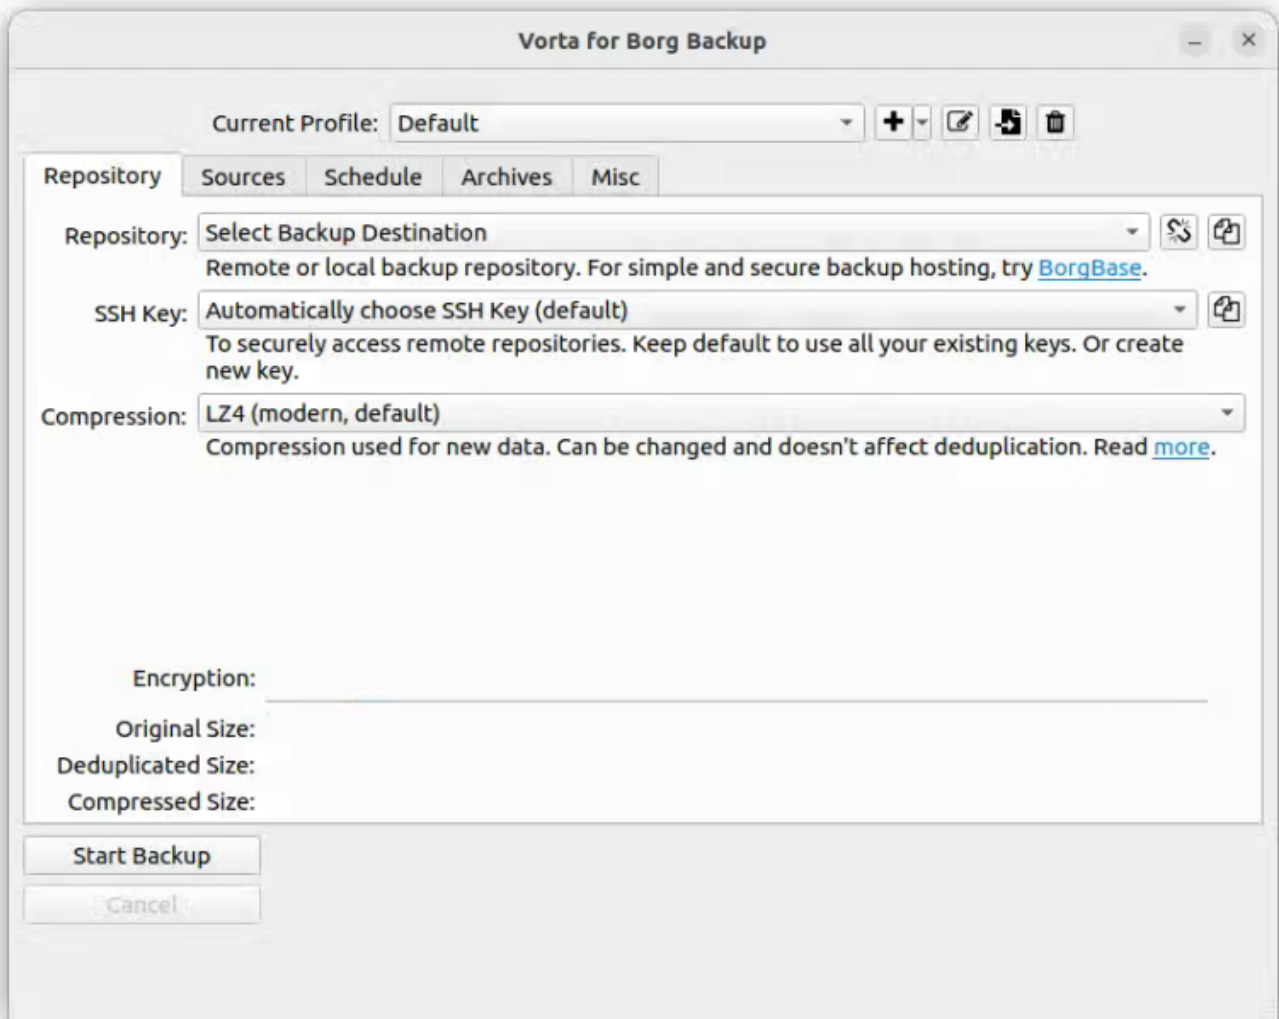 Vorta for Borg Backup
Current Profile: Default
Repository Sources Schedule Archives Misc
Repository: Select Backup Destination
Remote or local backup repository. For simple and secure backup hosting, try BorgBase.
SSH Key: Automatically choose SSH Key (default)
To securely access remote repositories. Keep default to use all your existing keys. Or create
new key.
Compression: LZ4 (modern, default)
Compression used for new data. Can be changed and doesn't affect deduplication. Read more.
Encryption:
Original Size:
Deduplicated Size:
Compressed Size:
Start Backup
Cancel